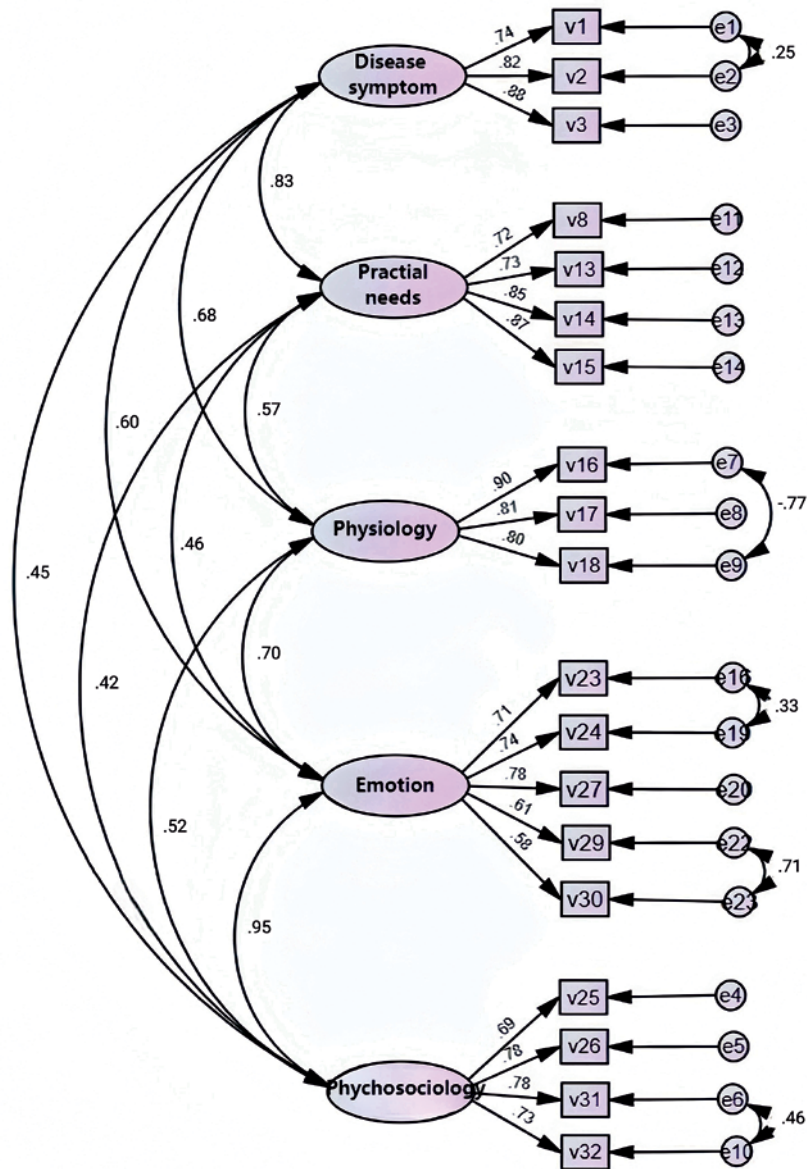 .74 v1 e1
Disease
symptom
.82 v2 e2
.25
.88 v3 e3
.83
.72 v8 e11
Practial
needs
.73 v13 e12
.85 v14 e13
.87 v15 e14
.68
.57
.60
.90 v16 e7
Physiology
.81 v17 e8
-.77
.80 v18 e9
.46
.45
.70
.42
.71 v23 e16
.33
.74 v24 e19
Emotion
.78 v27 e20
.61 v29 e22
.71
.58 v30 e23
.52
.95
.69 v25 e4
.78 v26 e5
Phychosociology
.78 v31 e6
.46
.73 v32 e10